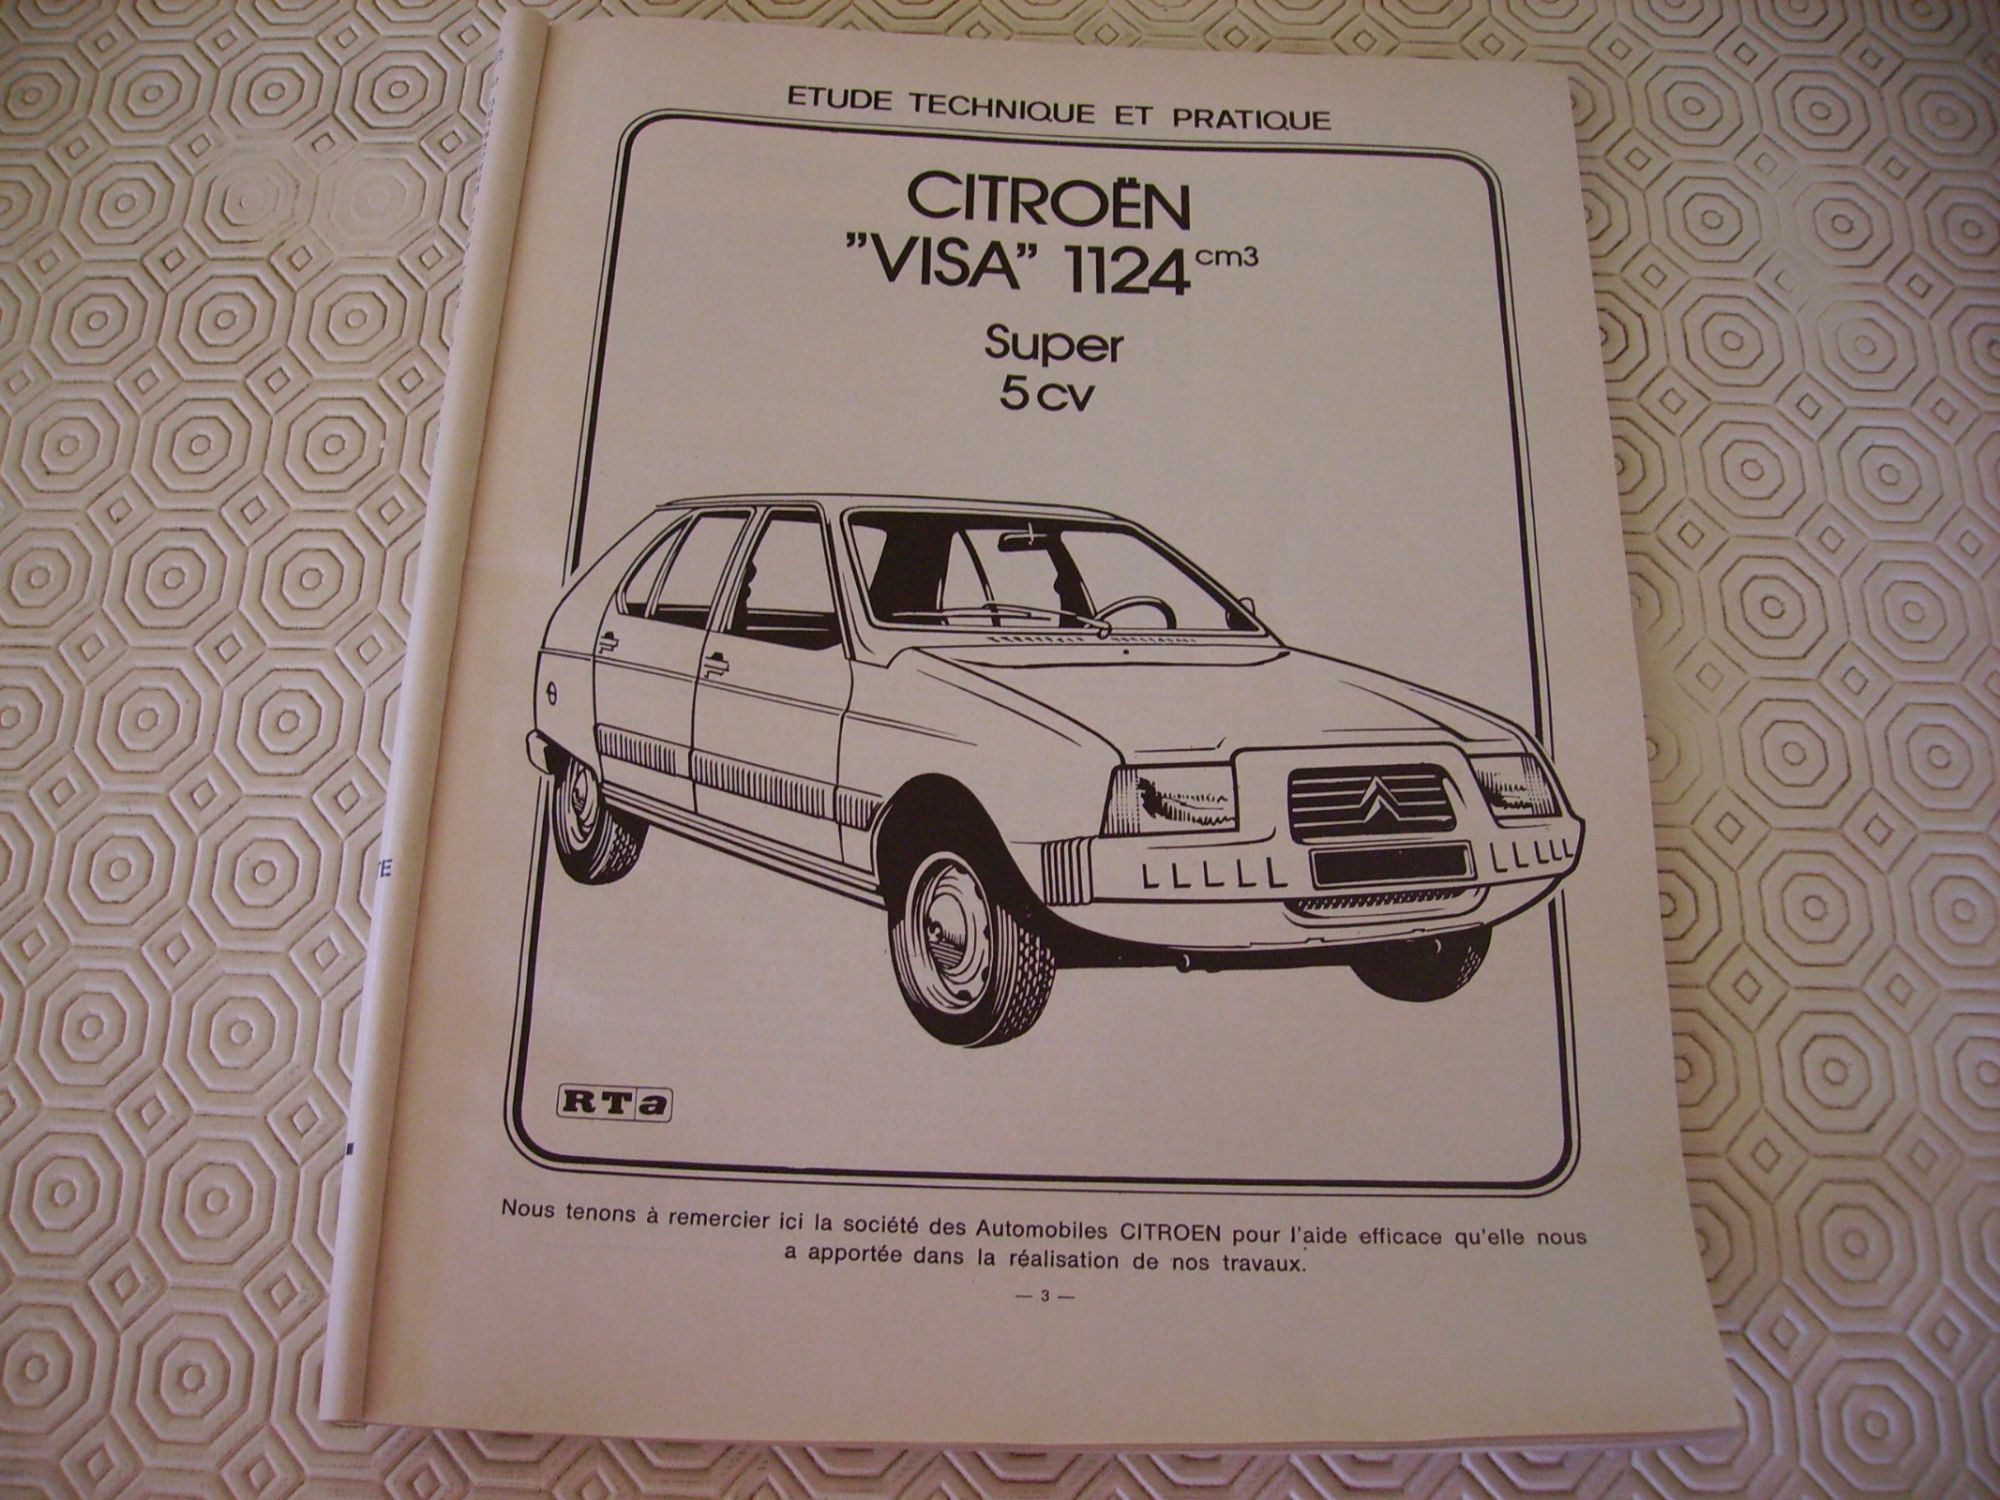 ETUDE TECHNIQUE ET PRATIQUE
CITROËN
”VISA” 1124 cm3
Super
5 CV
RTa
Nous tenons à remercier ici la société des Automobiles CITROEN pour l'aide efficace qu'elle nous
a apportée dans la réalisation de nos travaux.
— 3 —